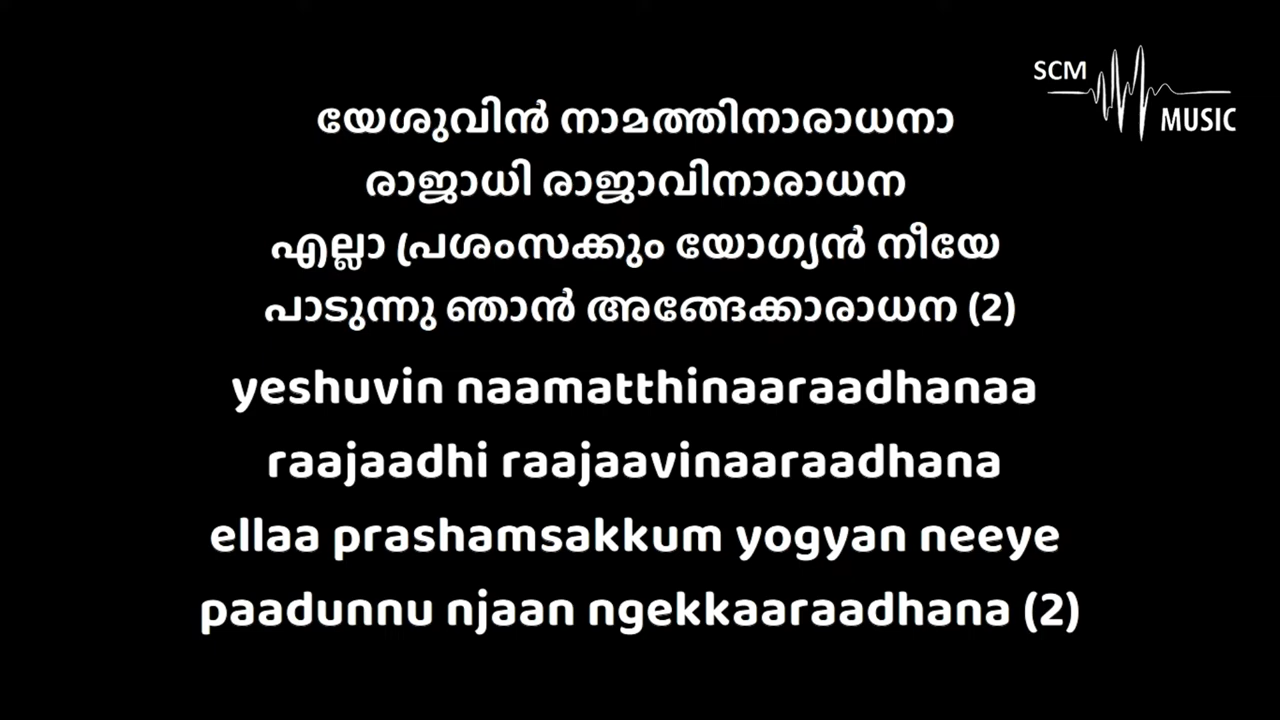 SCM
MUSIC
യേശുവിൻ നാമത്തിനാരാധനാ
രാജാധി രാജാവിനാരാധന
എല്ലാ പ്രശംസക്കും യോഗ്യൻ നീയേ
പാടുന്നു ഞാൻ അങ്ങേക്കാരാധന (2)
yeshuvin naamatthinaaraadhanaa
raajaadhi raajaavinaaraadhana
ellaa prashamsakkum yogyan neeye
paadunnu njaan ngekkaaraadhana (2)